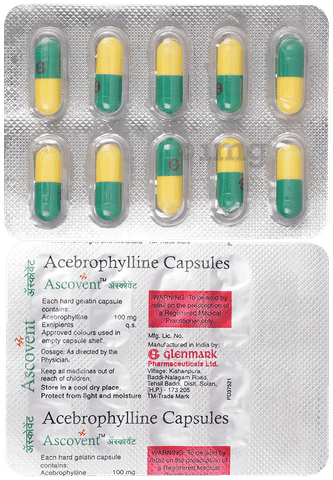 G
1mg
Acebrophylline Capsules
Ascovent™ अस्कोवेंट
Each hard gelatin capsule
contains:
Acebrophylline 100 mg
Excipients q.s.
Approved colours used in
empty capsule shell.
Dosage: As directed by the
Physician.
Keep all medicines out of
reach of children.
Store in a cool dry place.
Protect from light and moisture
WARNING: To be sold by
retail on the prescription of
a Registered Medical
Practitioner only.
Mfg. Lic. No.
Manufactured in India by:
G glenmark
Pharmaceuticals Ltd.
Village: Kishanpura,
Baddi-Nalagarh Road,
Tehsil Baddi, Distt. Solan,
(H.P.) - 173 205
TM-Trade Mark
Ascovent अस्कोवेंट
Acebrophylline Capsules
Ascovent™ अस्कोवेंट
Each hard gelatin capsule
contains:
Acebrophylline 100 mg
WARNING: To be sold by
retail on the prescription of
a Registered Medical
Ascovent